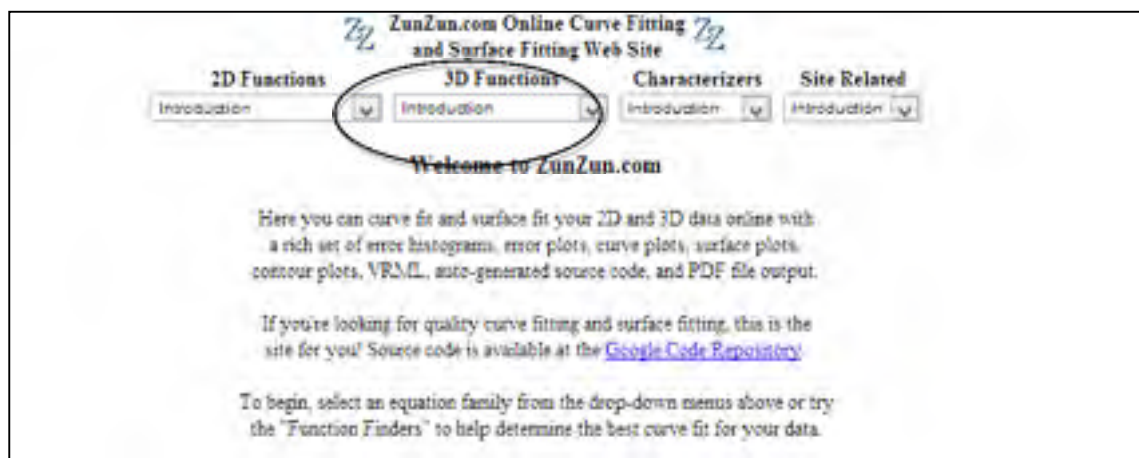 ZunZun.com Online Curve Fitting
and Surface Fitting Web Site
2D Functions 3D Functions Characterizers Site Related
Introduction Introduction Introduction Introduction
Welcome to ZunZun.com
Here you can curve fit and surface fit your 2D and 3D data online with
a rich set of error histograms, error plots, curve plots, surface plots,
contour plots, VRML, auto-generated source code, and PDF file output.
If you're looking for quality curve fitting and surface fitting, this is the
site for you! Source code is available at the Google Code Repository.
To begin, select an equation family from the drop-down menus above or try
the "Function Finders" to help determine the best curve fit for your data.